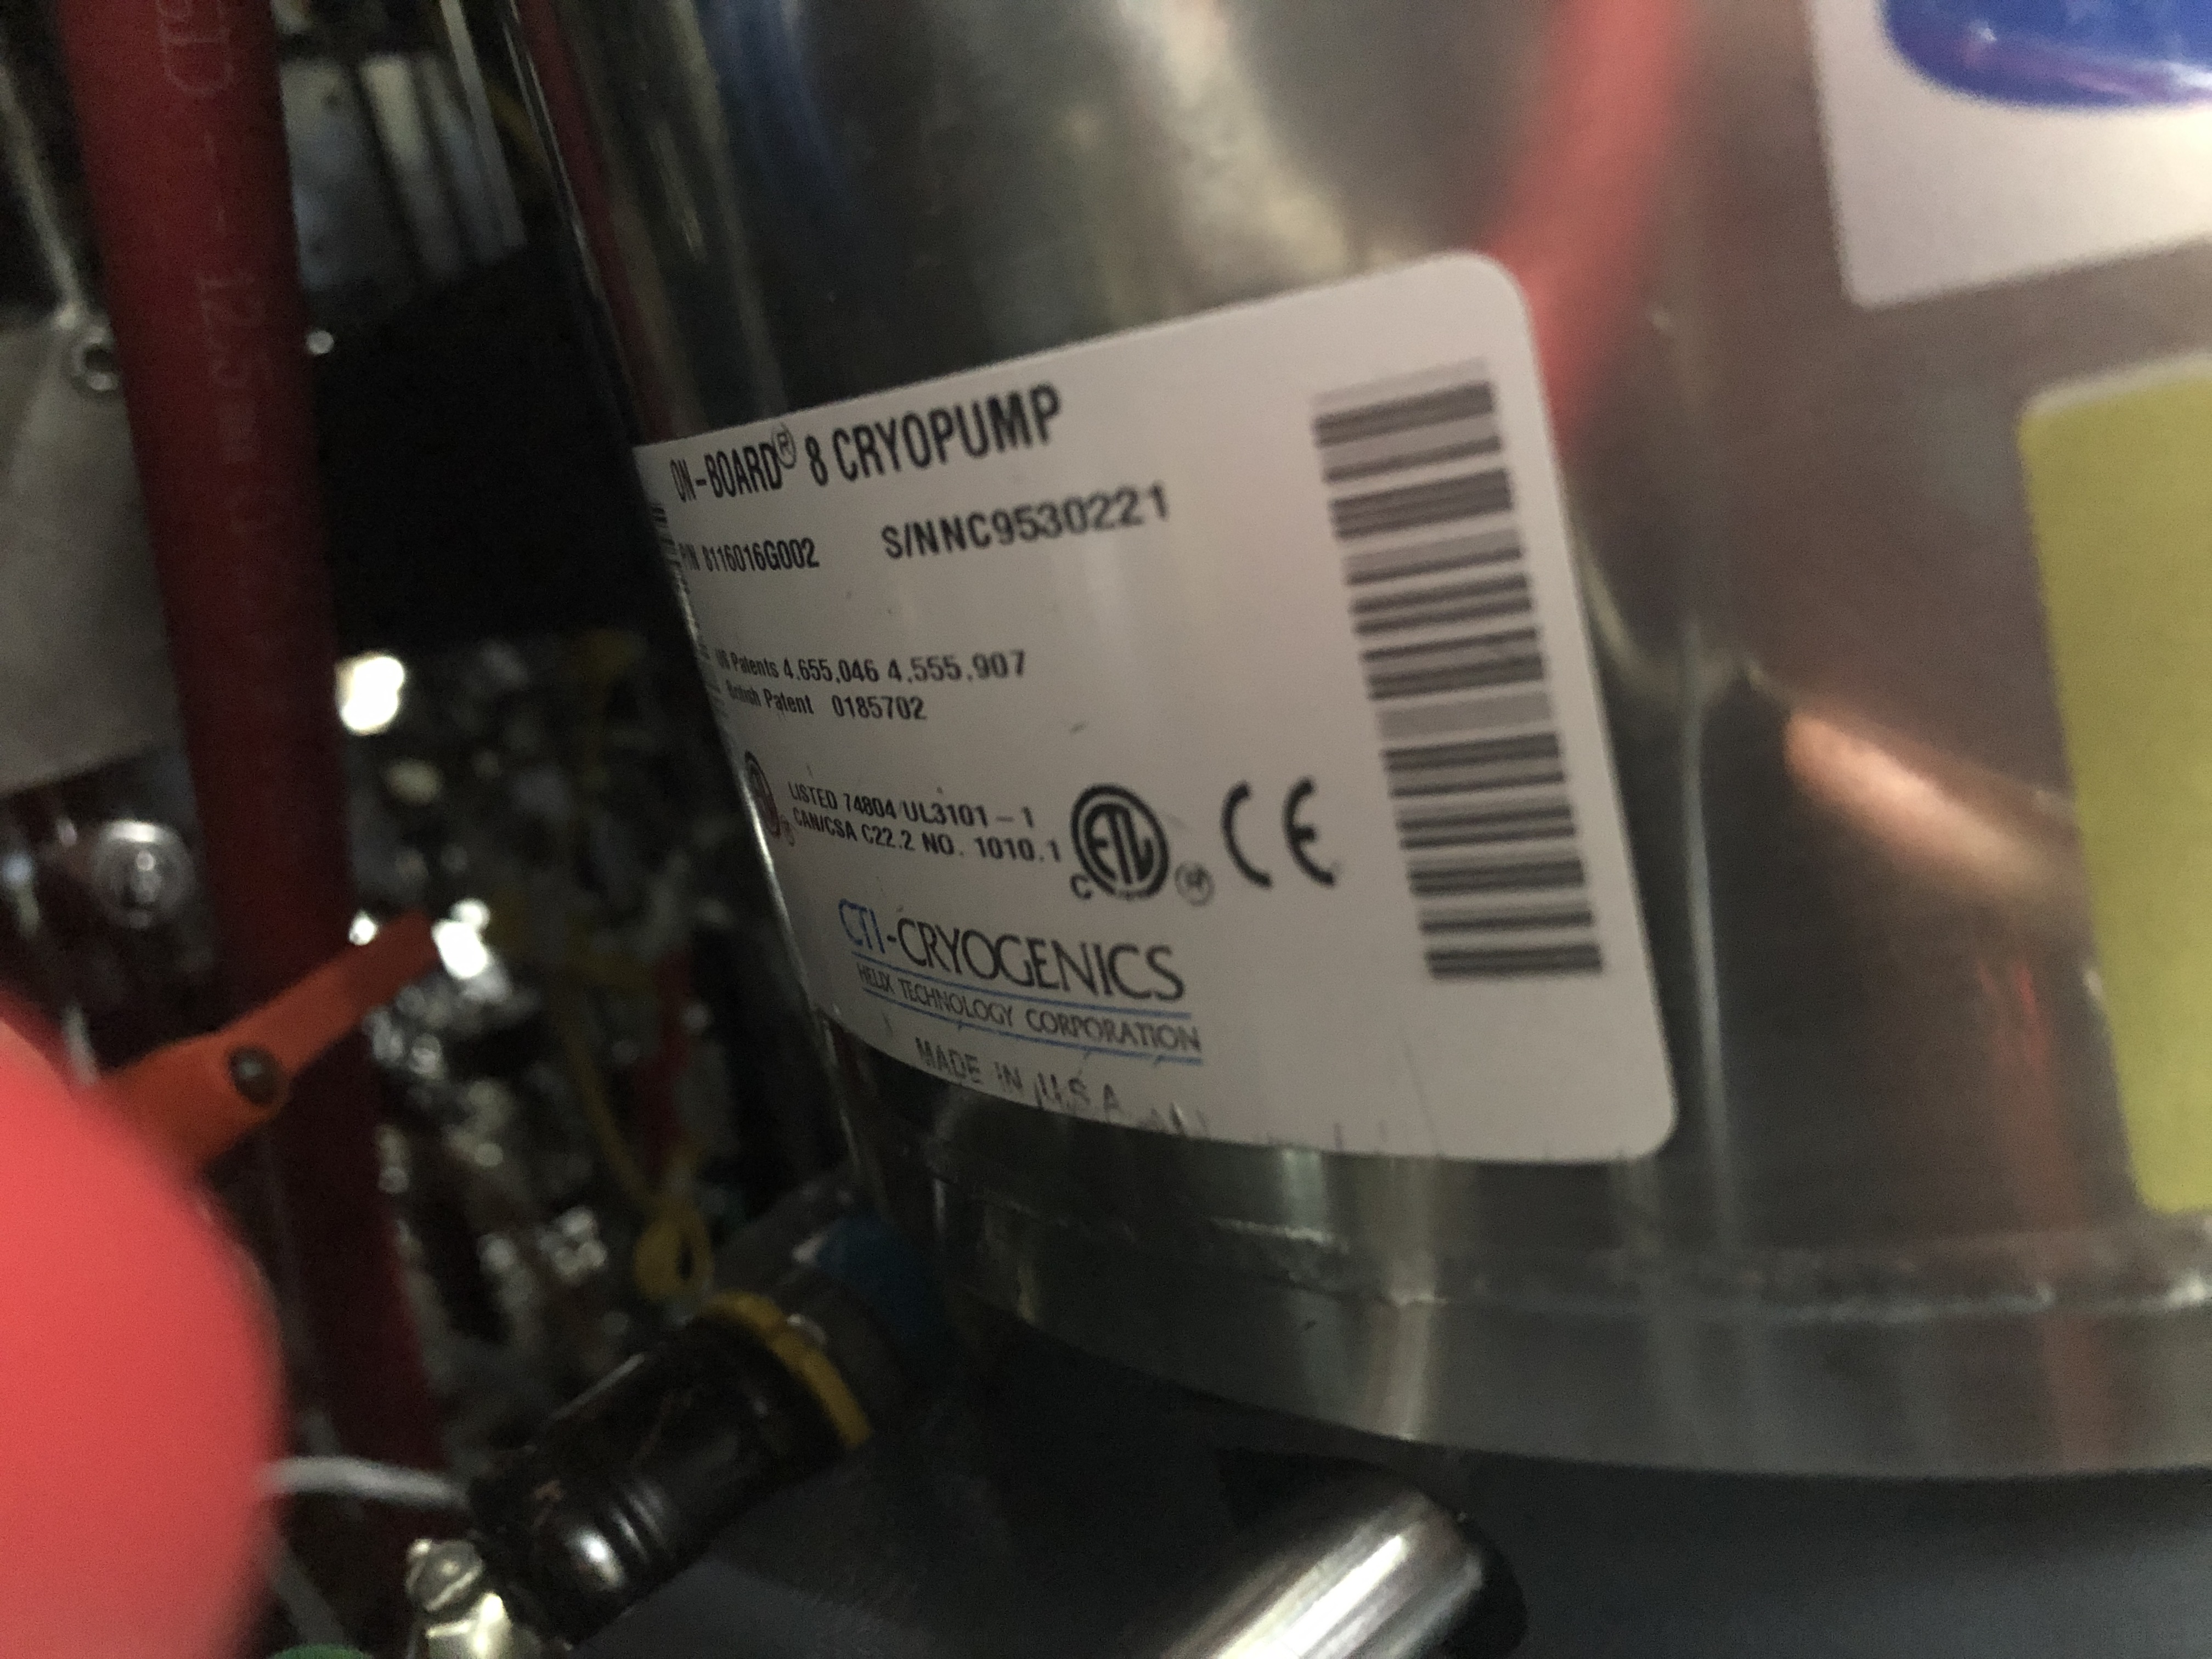 ON-BOARD® 8 CRYOPUMP
P/N 8116016G002 S/NNC9530221
US Patents 4,655,046 4,555,907
British Patent 0185702
LISTED 74804 UL3101-1
CAN/CSA C22.2 NO. 1010.1
C ETL ® CE
CTI-CRYOGENICS
HELIX TECHNOLOGY CORPORATION
MADE IN U.S.A.